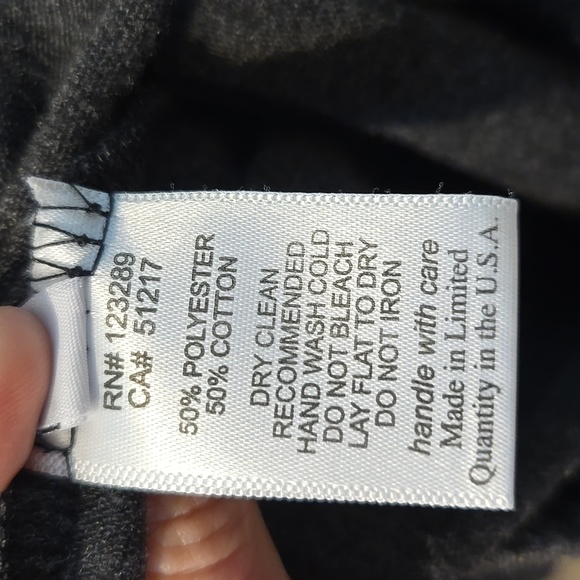 RN# 123289
CA# 51217
50% POLYESTER
50% COTTON
DRY CLEAN
RECOMMENDED
HAND WASH COLD
DO NOT BLEACH
LAY FLAT TO DRY
DO NOT IRON
handle with care
Made in Limited
Quantity in the U.S.A.